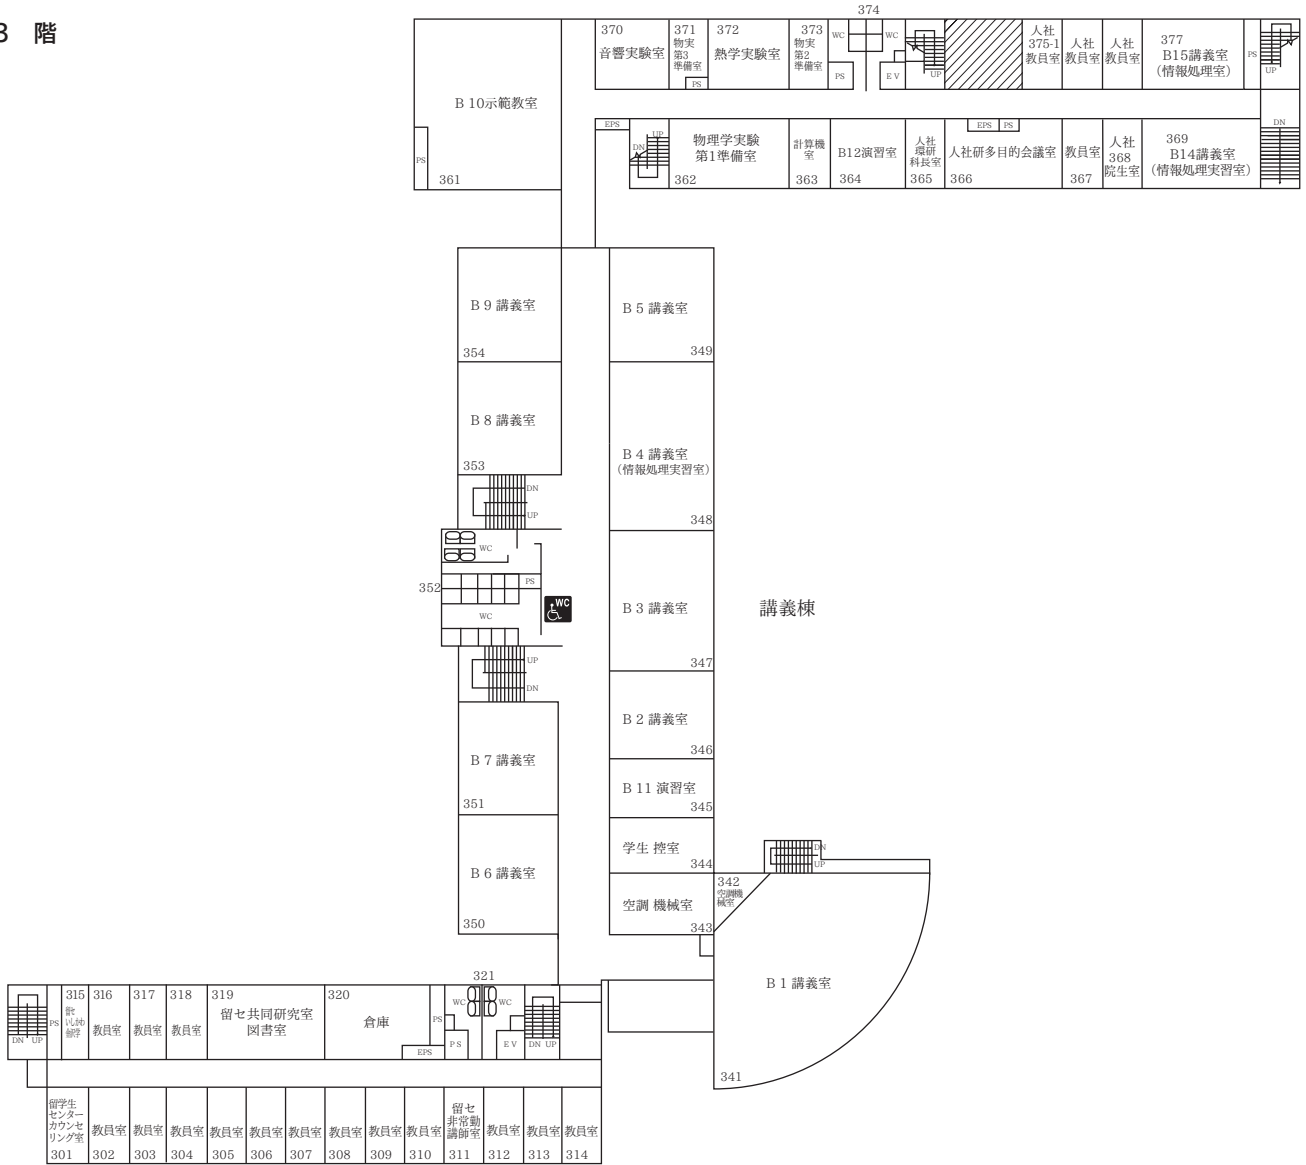 3 階
374
370
音響実験室
371
物実
第3
準備室
PS
372
熱学実験室
373
物実
第2
準備室
WC
WC
PS
E V
UP
人社
375-1
教員室
人社
教員室
人社
教員室
377
B15講義室
(情報処理室)
PS
UP
DN
B 10示範教室
PS
361
EPS
UP
DN
物理学実験
第1準備室
362
計算機
室
363
B12演習室
364
人社
環研
科長室
365
EPS
PS
人社研多目的会議室
366
教員室
367
人社
368
院生室
369
B14講義室
(情報処理実習室)
B 9 講義室
354
B 5 講義室
349
B 8 講義室
353
B 4 講義室
(情報処理実習室)
348
DN
UP
WC
352
PS
WC
WC
B 3 講義室
347
講義棟
UP
DN
B 2 講義室
346
B 7 講義室
351
B 11 演習室
345
学生 控室
344
DN
UP
B 6 講義室
350
342
空調機
械室
空調 機械室
343
B 1 講義室
341
321
DN UP
PS
315
316
教員室
317
教員室
318
教員室
319
留セ共同研究室
図書室
320
倉庫
PS
EPS
WC
WC
P S
E V
DN UP
留学生
センター
カウンセ
リング室
301
教員室
302
教員室
303
教員室
304
教員室
305
教員室
306
教員室
307
教員室
308
教員室
309
教員室
310
留セ
非常勤
講師室
311
教員室
312
教員室
313
教員室
314